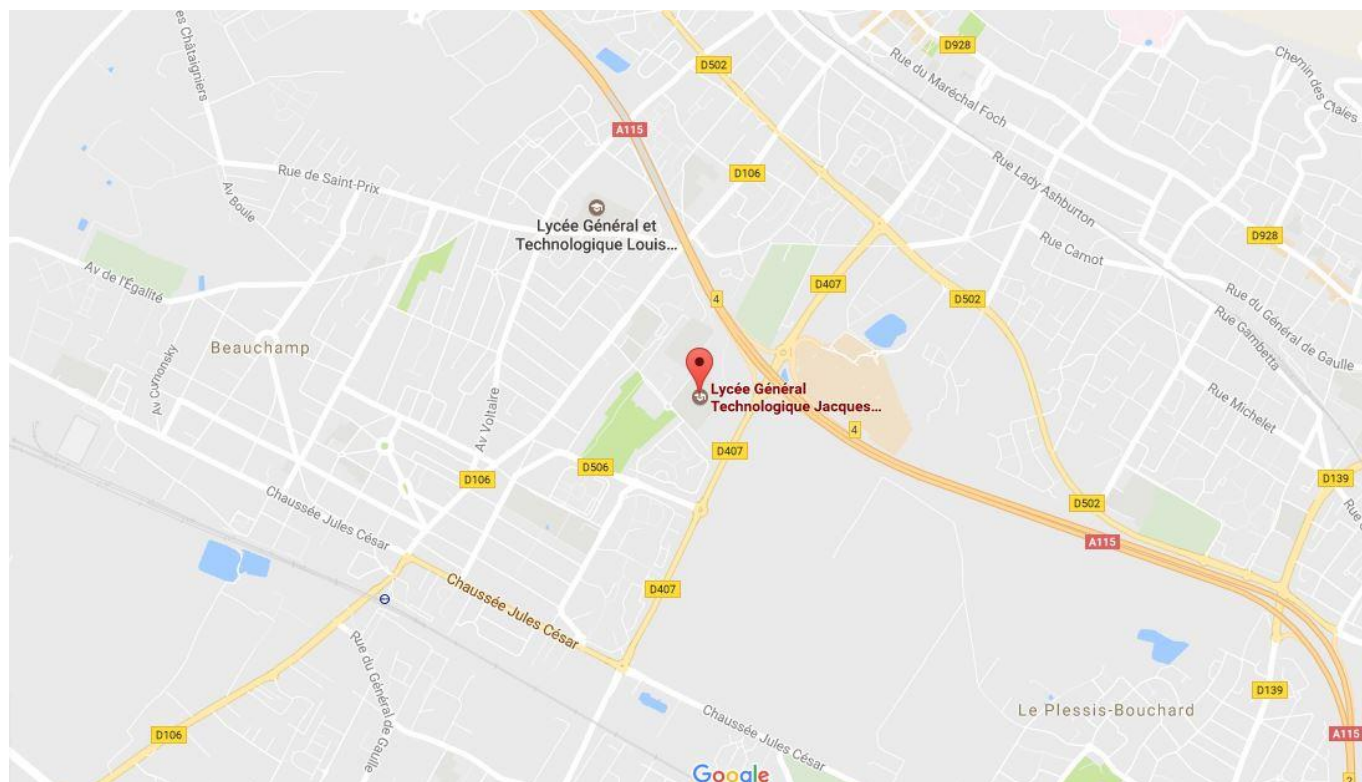 D928
Rue du Maréchal Foch
Chemin des Claies
D502
A115
Rue Lady Ashburton
Rue de Saint-Prix
D106
es Châtaigniers
Av Boule
Lycée Général et
Technologique Louis...
D928
Rue Carnot
Av de l'Égalité
D407
4
D502
Rue du Général de Gaulle
Rue Gambetta
Beauchamp
Av Curnonsky
Lycée Général
Technologique Jacques...
Rue Michelet
Av Voltaire
4
D407
D506
D106
D139
D502
Rue
Chaussée Jules César
A115
Chaussée Jules César
D407
Rue du Général de Gaulle
D139
Le Plessis-Bouchard
Chaussée Jules César
D106
A115
Google